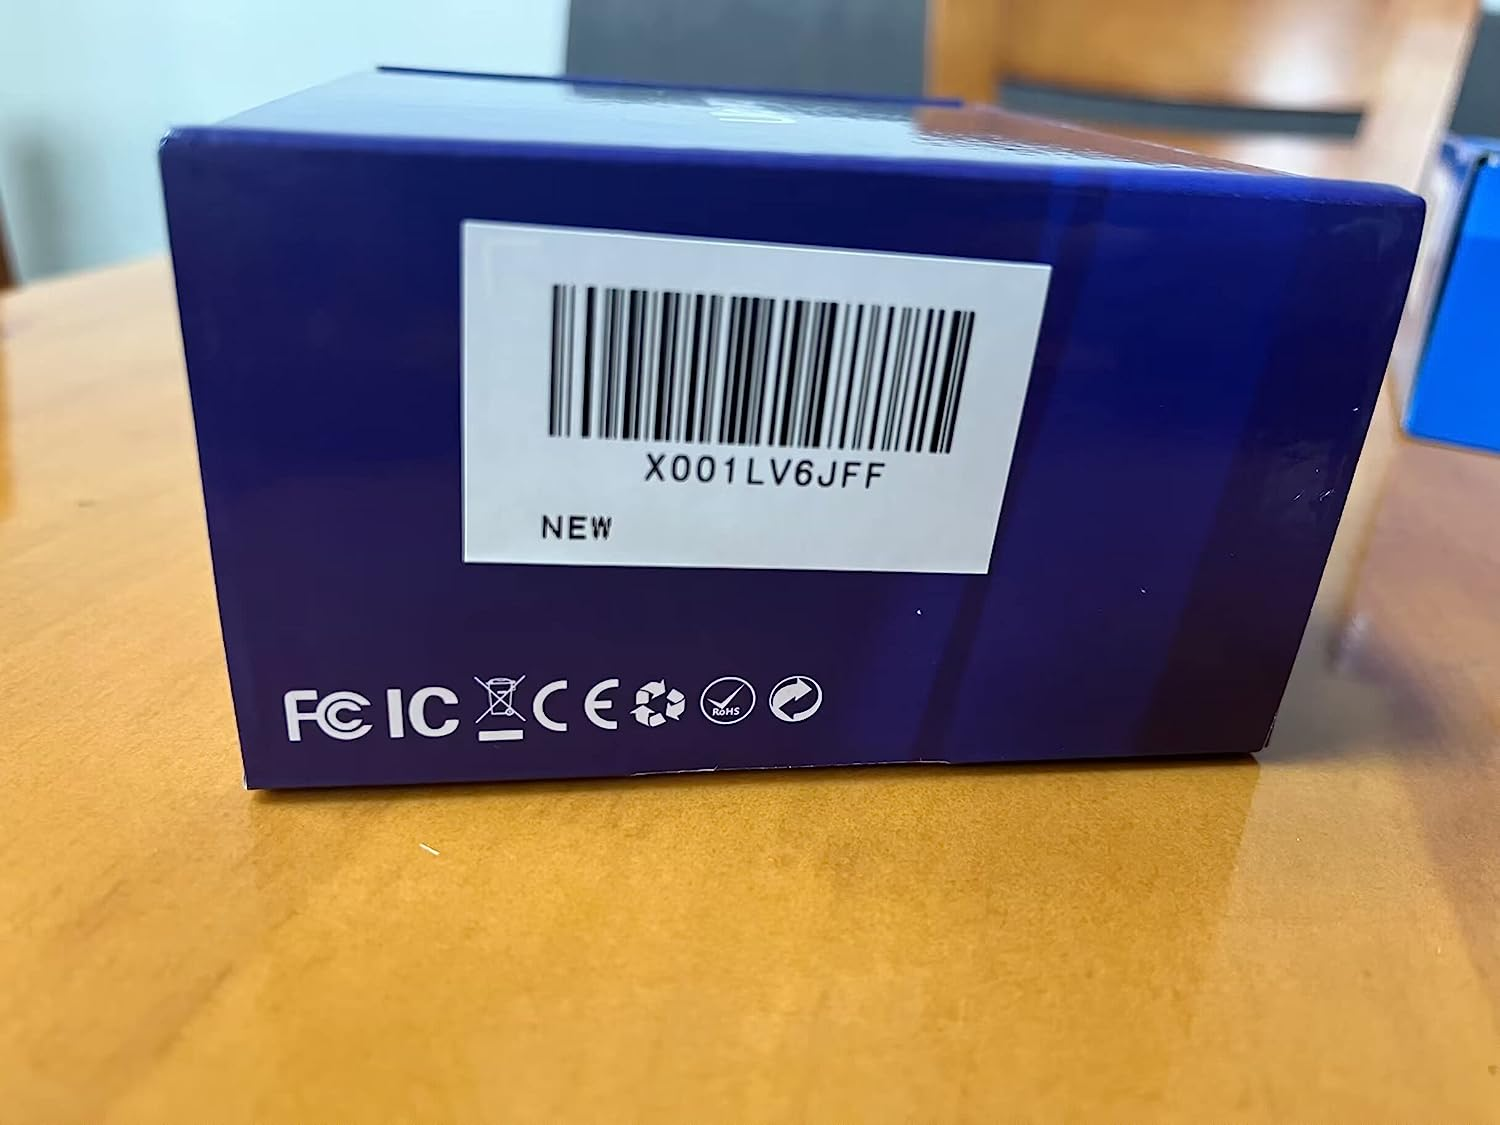 X001LV6JFF
NEW
FC IC CE RoHS